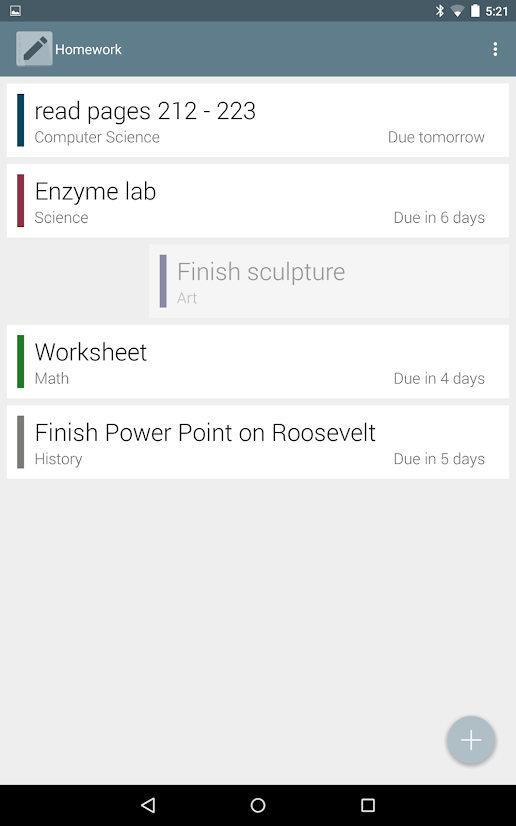 5:21
Homework
read pages 212 - 223
Computer Science Due tomorrow
Enzyme lab
Science Due in 6 days
Finish sculpture
Art
Worksheet
Math Due in 4 days
Finish Power Point on Roosevelt
History Due in 5 days